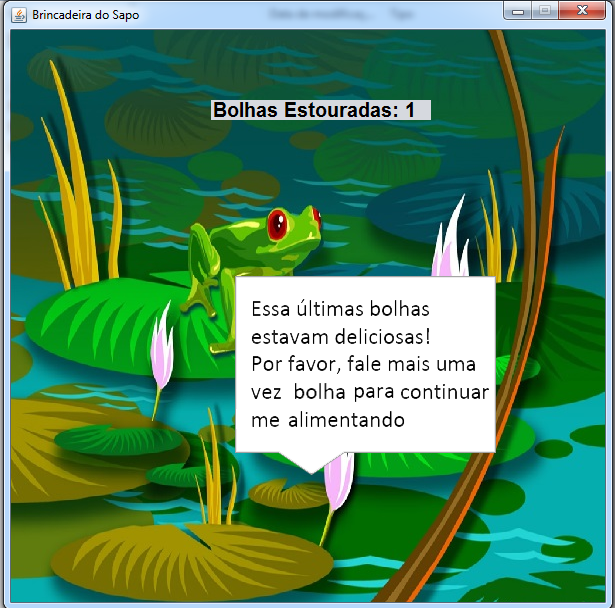 Brincadeira do Sapo
Bolhas Estouradas: 1
Essa últimas bolhas
estavam deliciosas!
Por favor, fale mais uma
vez bolha para continuar
me alimentando